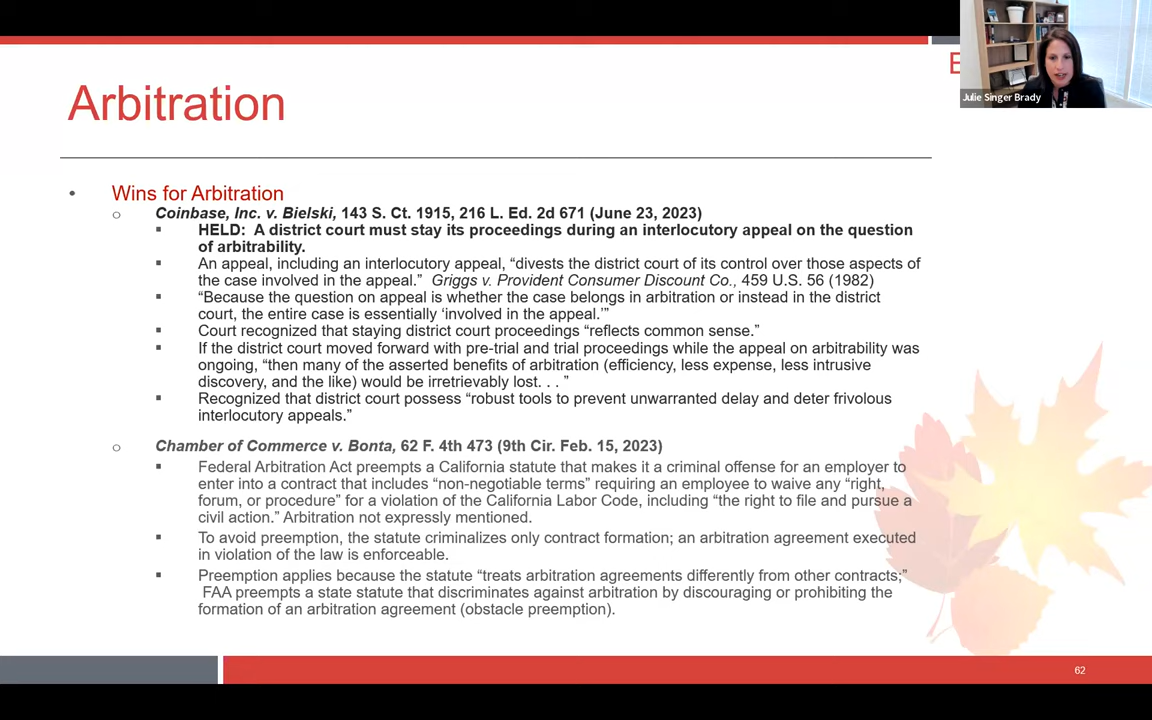 E
Julie Singer Brady
Arbitration
• Wins for Arbitration
o Coinbase, Inc. v. Bielski, 143 S. Ct. 1915, 216 L. Ed. 2d 671 (June 23, 2023)
▪ HELD: A district court must stay its proceedings during an interlocutory appeal on the question
of arbitrability.
▪ An appeal, including an interlocutory appeal, “divests the district court of its control over those aspects of
the case involved in the appeal.” Griggs v. Provident Consumer Discount Co., 459 U.S. 56 (1982)
▪ “Because the question on appeal is whether the case belongs in arbitration or instead in the district
court, the entire case is essentially ‘involved in the appeal.’”
▪ Court recognized that staying district court proceedings “reflects common sense.”
▪ If the district court moved forward with pre-trial and trial proceedings while the appeal on arbitrability was
ongoing, “then many of the asserted benefits of arbitration (efficiency, less expense, less intrusive
discovery, and the like) would be irretrievably lost. . . ”
▪ Recognized that district court possess “robust tools to prevent unwarranted delay and deter frivolous
interlocutory appeals.”
o Chamber of Commerce v. Bonta, 62 F. 4th 473 (9th Cir. Feb. 15, 2023)
▪ Federal Arbitration Act preempts a California statute that makes it a criminal offense for an employer to
enter into a contract that includes “non-negotiable terms” requiring an employee to waive any “right,
forum, or procedure” for a violation of the California Labor Code, including “the right to file and pursue a
civil action.” Arbitration not expressly mentioned.
▪ To avoid preemption, the statute criminalizes only contract formation; an arbitration agreement executed
in violation of the law is enforceable.
▪ Preemption applies because the statute “treats arbitration agreements differently from other contracts;”
FAA preempts a state statute that discriminates against arbitration by discouraging or prohibiting the
formation of an arbitration agreement (obstacle preemption).
62